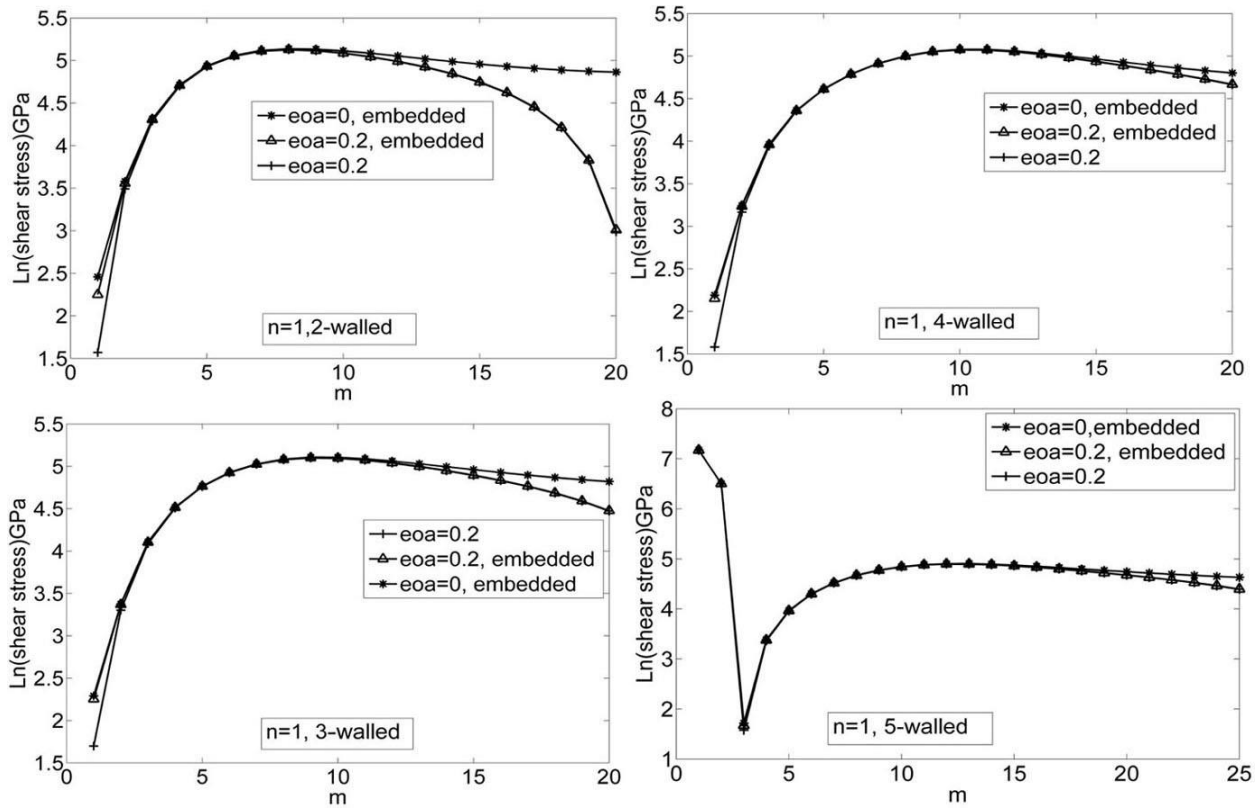 5.5
5
4.5
4
3.5
3
2.5
2
1.5
Ln(shear stress)GPa
eoa=0, embedded
eoa=0.2, embedded
eoa=0.2
n=1,2-walled
0 5 10 15 20
m
5.5
5
4.5
4
3.5
3
2.5
2
1.5
Ln(shear stress)GPa
eoa=0, embedded
eoa=0.2, embedded
eoa=0.2
n=1, 4-walled
0 5 10 15 20
m
5.5
5
4.5
4
3.5
3
2.5
2
1.5
Ln(shear stress)GPa
eoa=0.2
eoa=0.2, embedded
eoa=0, embedded
n=1, 3-walled
0 5 10 15 20
m
8
7
6
5
4
3
2
1
Ln(shear stress)GPa
eoa=0,embedded
eoa=0.2, embedded
eoa=0.2
n=1, 5-walled
0 5 10 15 20 25
m